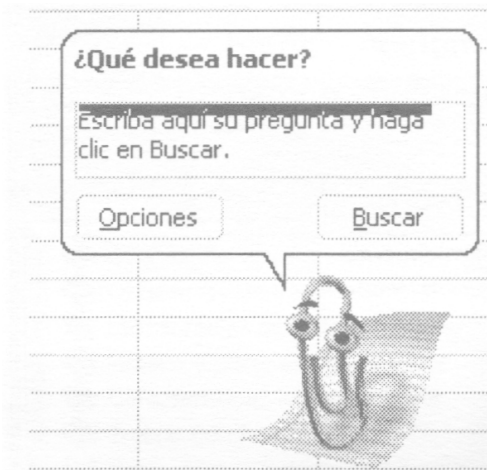 ¿Qué desea hacer?
Escriba aquí su pregunta y haga
clic en Buscar.
Opciones
Buscar